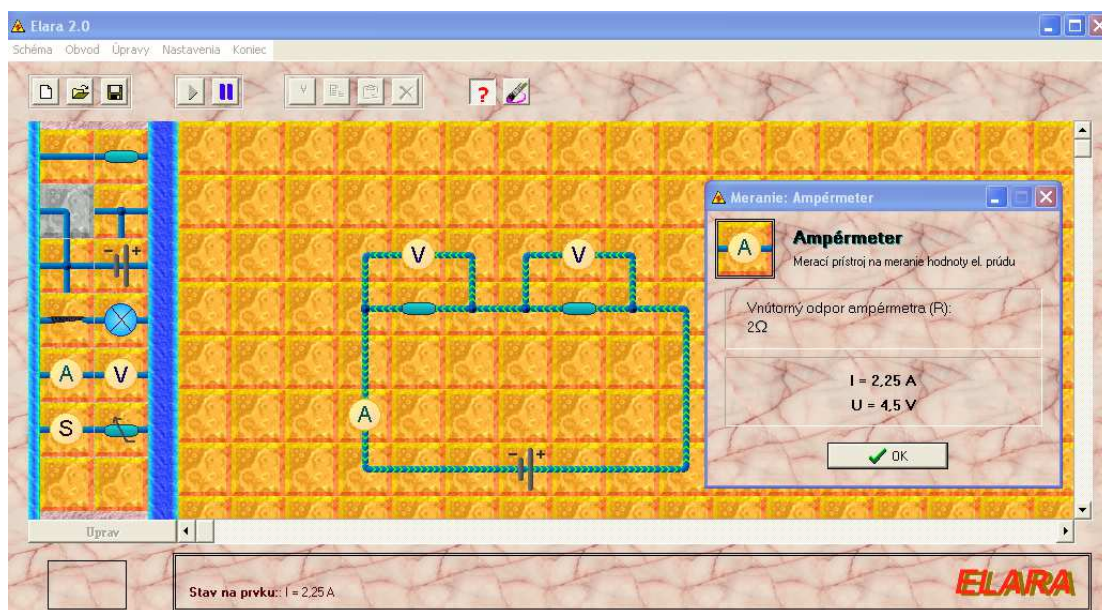 Elara 2.0
Schéma Obvod Úpravy Nastavenia Koniec
?
- +
A V
S
V V
A
- +
Meranie: Ampérmeter
A
Ampérmeter
Merací prístroj na meranie hodnoty el. prúdu
Vnútorný odpor ampérmetra (R):
2Ω
I = 2,25 A
U = 4,5 V
OK
Uprav
Stav na prvku:: I = 2,25 A
ELARA